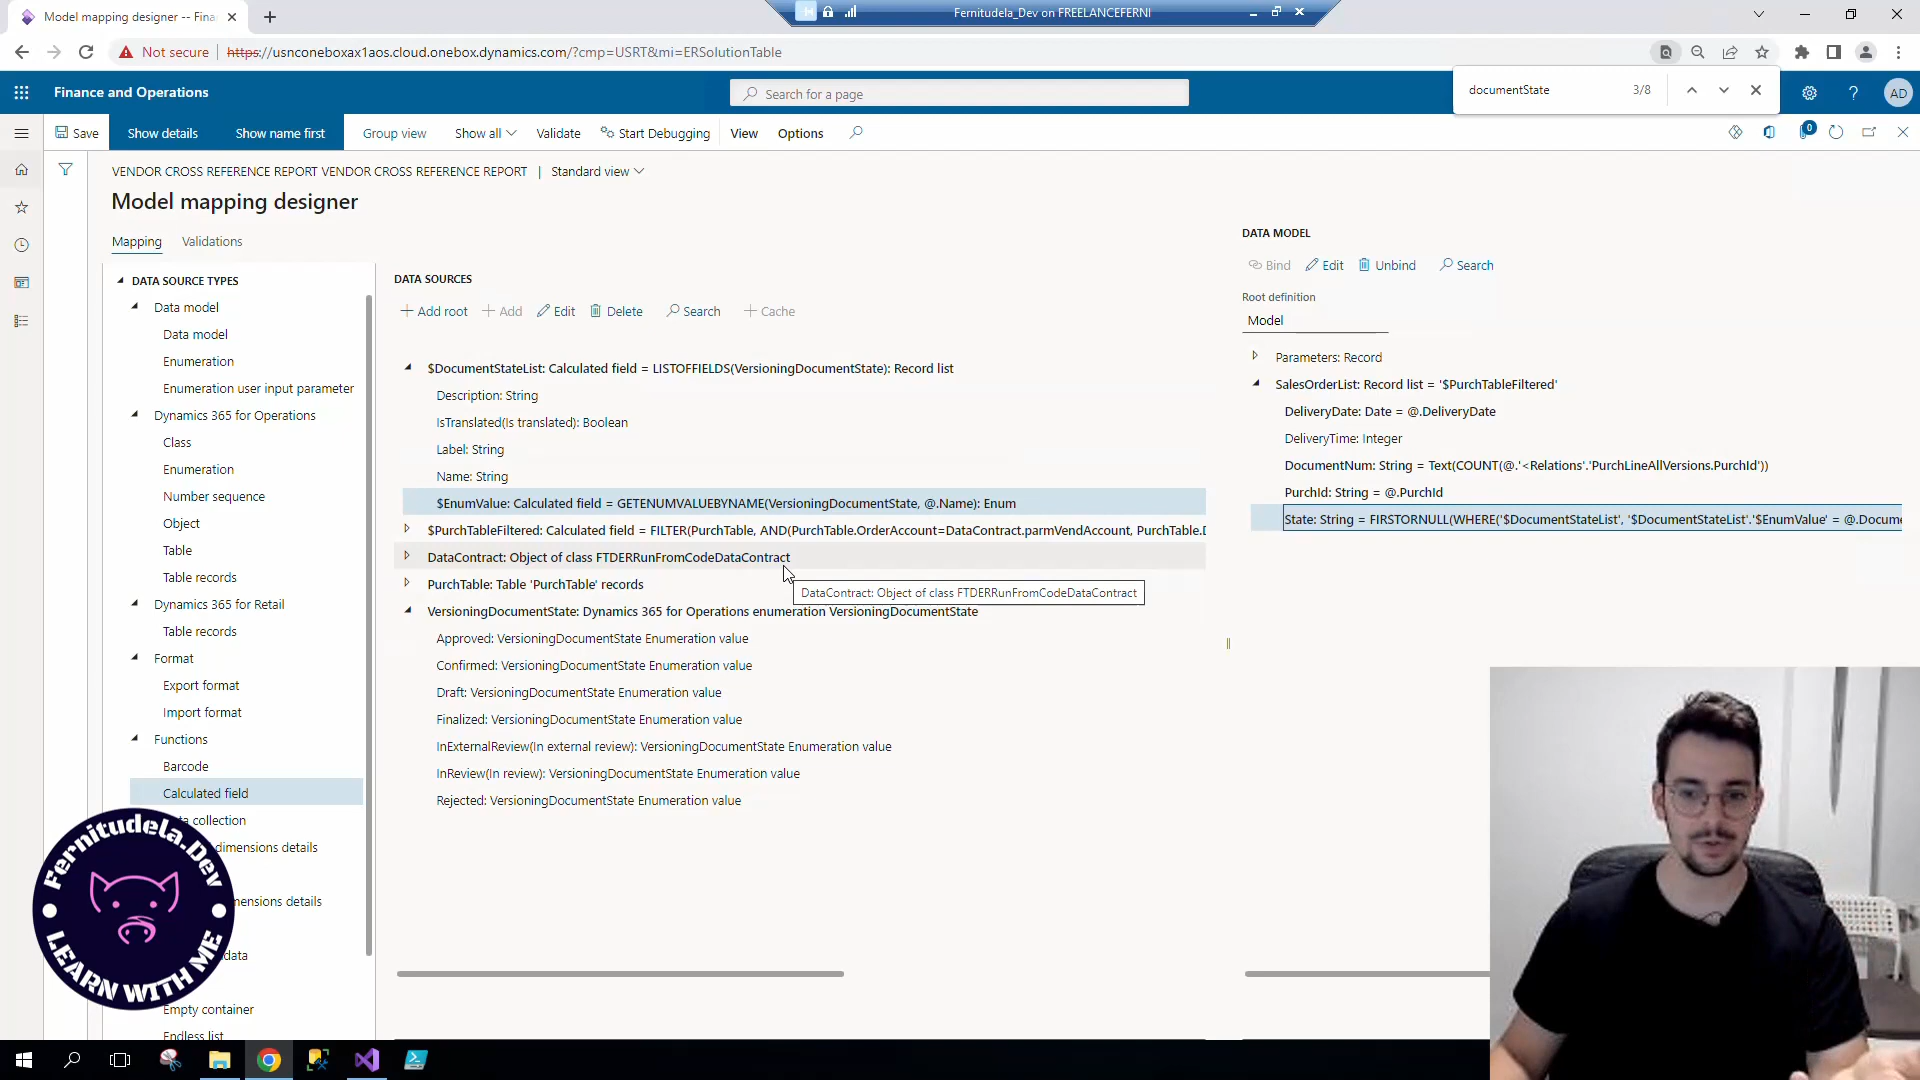 Model mapping designer -- Fina
Fernitudela_Dev on FREELANCEFERNI
Not secure
https://usnconeboxax1aos.cloud.onebox.dynamics.com/?cmp=USRT&mi=ERSolutionTable
Finance and Operations
Search for a page
documentState
3/8
AD
Save
Show details
Show name first
Group view
Show all
Validate
Start Debugging
View
Options
0
VENDOR CROSS REFERENCE REPORT VENDOR CROSS REFERENCE REPORT | Standard view
Model mapping designer
Mapping
Validations
DATA SOURCE TYPES
Data model
Data model
Enumeration
Enumeration user input parameter
Dynamics 365 for Operations
Class
Enumeration
Number sequence
Object
Table
Table records
Dynamics 365 for Retail
Table records
Format
Export format
Import format
Functions
Barcode
Calculated field
collection
dimensions details
ensions details
data
Empty container
Endless list
DATA SOURCES
Add root
Add
Edit
Delete
Search
Cache
$DocumentStateList: Calculated field = LISTOFFIELDS(VersioningDocumentState): Record list
Description: String
IsTranslated(Is translated): Boolean
Label: String
Name: String
$EnumValue: Calculated field = GETENUMVALUEBYNAME(VersioningDocumentState, @.Name): Enum
$PurchTableFiltered: Calculated field = FILTER(PurchTable, AND(PurchTable.OrderAccount=DataContract.parmVendAccount, PurchTable.D
DataContract: Object of class FTDERRunFromCodeDataContract
DataContract: Object of class FTDERRunFromCodeDataContract
PurchTable: Table 'PurchTable' records
VersioningDocumentState: Dynamics 365 for Operations enumeration VersioningDocumentState
Approved: VersioningDocumentState Enumeration value
Confirmed: VersioningDocumentState Enumeration value
Draft: VersioningDocumentState Enumeration value
Finalized: VersioningDocumentState Enumeration value
InExternalReview(In external review): VersioningDocumentState Enumeration value
InReview(In review): VersioningDocumentState Enumeration value
Rejected: VersioningDocumentState Enumeration value
DATA MODEL
Bind
Edit
Unbind
Search
Root definition
Model
Parameters: Record
SalesOrderList: Record list = '$PurchTableFiltered'
DeliveryDate: Date = @.DeliveryDate
DeliveryTime: Integer
DocumentNum: String = Text(COUNT(@.'<Relations'.'PurchLineAllVersions.PurchId'))
PurchId: String = @.PurchId
State: String = FIRSTORNULL(WHERE('$DocumentStateList', '$DocumentStateList'.'$EnumValue' = @.Docume
Fernitudela.Dev
LEARN WITH ME